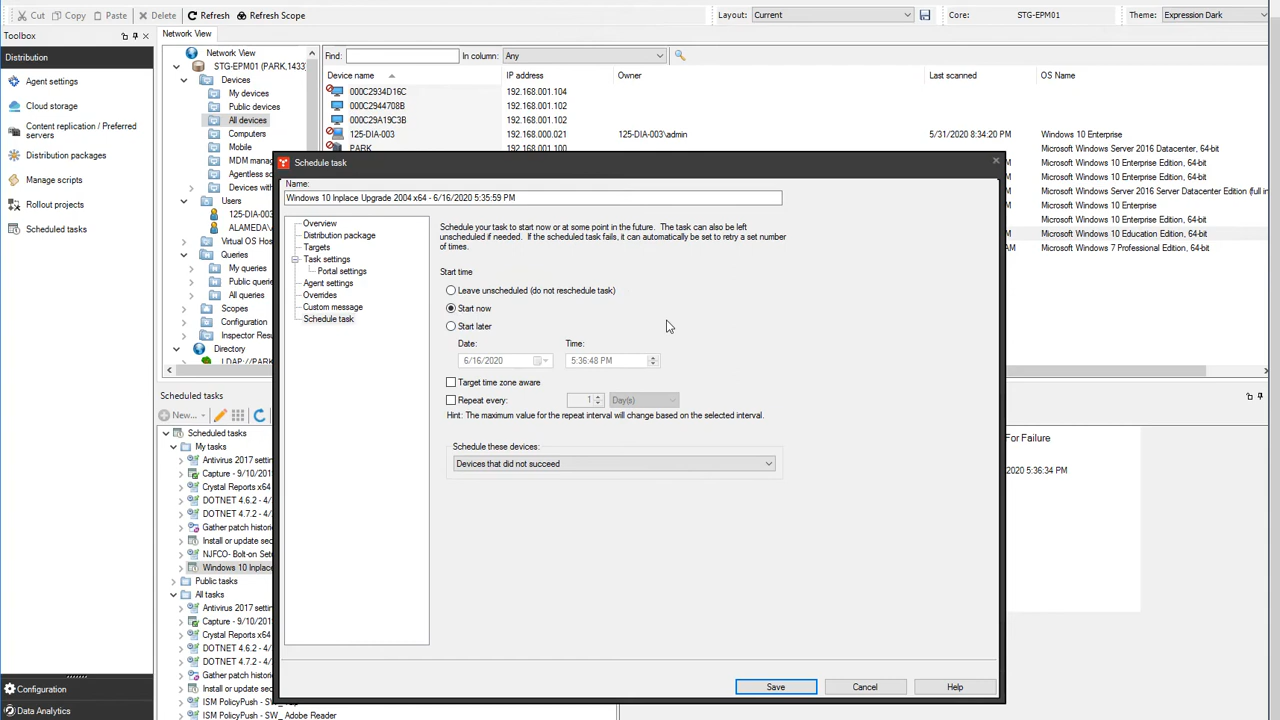 Cut Copy Paste Delete Refresh Refresh Scope Layout: Current Core: STG-EPM01 Theme: Expression Dark
Toolbox
Distribution
Agent settings
Cloud storage
Content replication / Preferred
servers
Distribution packages
Manage scripts
Rollout projects
Scheduled tasks
Configuration
Data Analytics
Network View
Network View
STG-EPM01 (PARK,1433)
Devices
My devices
Public devices
All devices
Computers
Mobile
MDM manag
Agentless sc
Devices with
Users
125-DIA-003
ALAMEDA\
Virtual OS Host
Queries
My queries
Public queri
All queries
Scopes
Configuration
Inspector Resu
Directory
LDAP://PARK
Find: In column: Any
Device name IP address Owner Last scanned OS Name
000C2934D16C 192.168.001.104
000C2944708B 192.168.001.102
000C29A19C3B 192.168.001.102
125-DIA-003 192.168.000.021 125-DIA-003\admin 5/31/2020 8:34:20 PM Windows 10 Enterprise
PARK 192.168.001.100 Microsoft Windows Server 2016 Datacenter, 64-bit
Microsoft Windows 10 Enterprise Edition, 64-bit
Microsoft Windows 10 Enterprise Edition, 64-bit
Microsoft Windows Server 2016 Server Datacenter Edition (full in
Microsoft Windows 10 Enterprise
Microsoft Windows 10 Enterprise Edition, 64-bit
Microsoft Windows 10 Education Edition, 64-bit
M Microsoft Windows 7 Professional Edition, 64-bit
Scheduled tasks
New...
Scheduled tasks
My tasks
Antivirus 2017 settin
Capture - 9/10/201
Crystal Reports x64
DOTNET 4.6.2 - 4/
DOTNET 4.7.2 - 4/
Gather patch histori
Install or update sec
NJFCO- Bolt-on Set
Windows 10 Inplac
Public tasks
All tasks
Antivirus 2017 settin
Capture - 9/10/201
Crystal Reports x64
DOTNET 4.6.2 - 4/
DOTNET 4.7.2 - 4/
Gather patch histori
Install or update sec
ISM PolicyPush - SW_ Adobe Reader
For Failure
2020 5:36:34 PM
Schedule task
Name:
Windows 10 Inplace Upgrade 2004 x64 - 6/16/2020 5:35:59 PM
Overview
Distribution package
Targets
Task settings
Portal settings
Agent settings
Overrides
Custom message
Schedule task
Schedule your task to start now or at some point in the future. The task can also be left
unscheduled if needed. If the scheduled task fails, it can automatically be set to retry a set number
of times.
Start time
Leave unscheduled (do not reschedule task)
Start now
Start later
Date: Time:
6/16/2020 5:36:48 PM
Target time zone aware
Repeat every: 1 Day(s)
Hint: The maximum value for the repeat interval will change based on the selected interval.
Schedule these devices:
Devices that did not succeed
Save Cancel Help